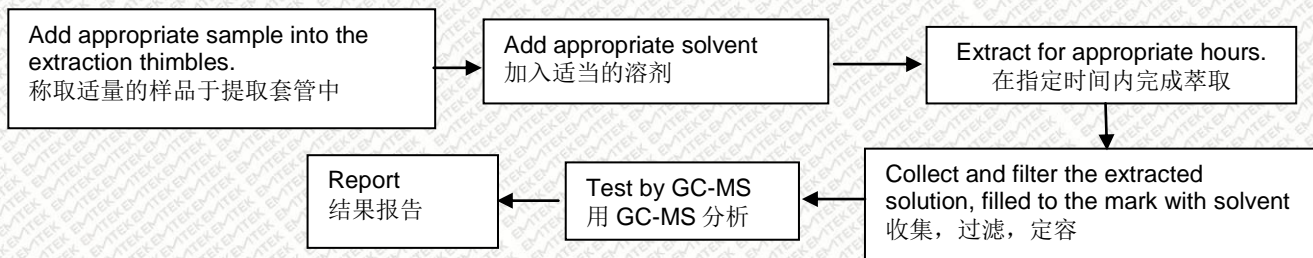 Add appropriate sample into the
extraction thimbles.
称取适量的样品于提取套管中
Add appropriate solvent
加入适当的溶剂
Extract for appropriate hours.
在指定时间内完成萃取
Collect and filter the extracted
solution, filled to the mark with solvent
收集，过滤，定容
Test by GC-MS
用 GC-MS 分析
Report
结果报告